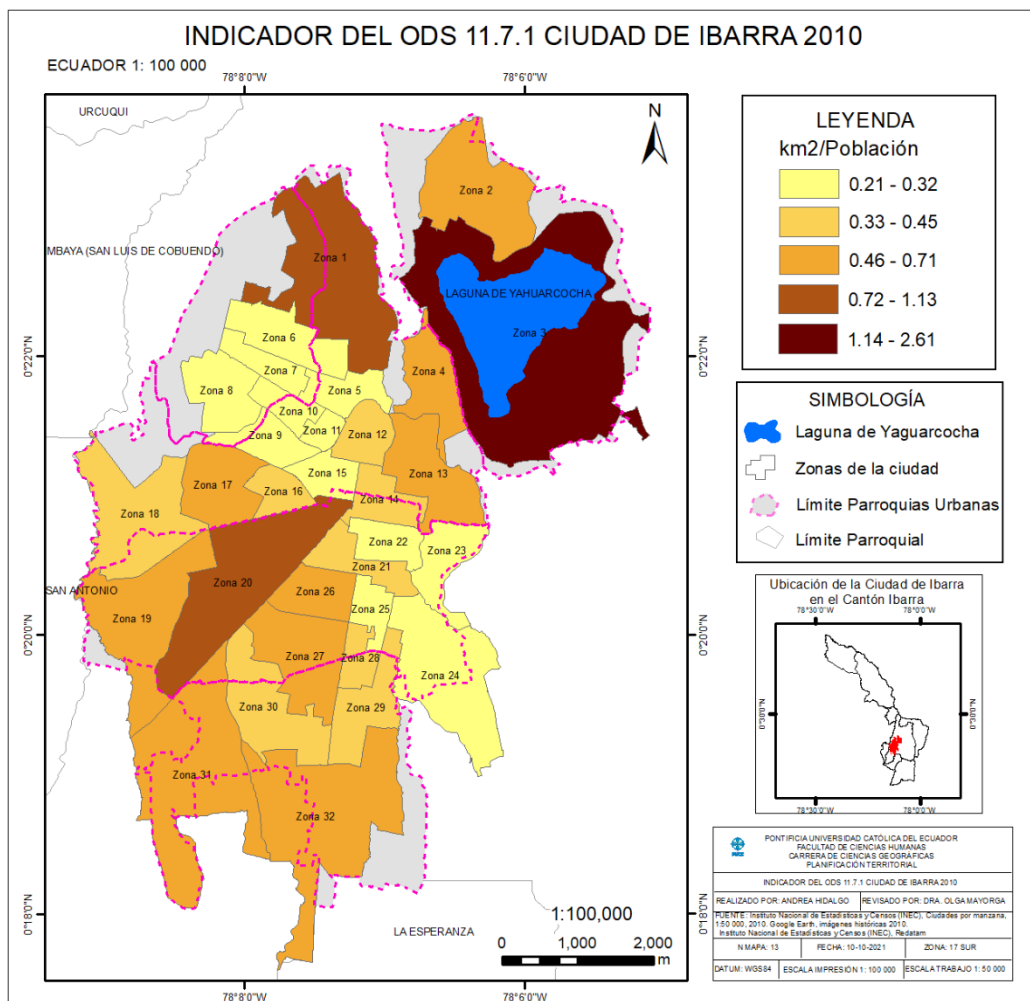 INDICADOR DEL ODS 11.7.1 CIUDAD DE IBARRA 2010
ECUADOR 1: 100 000
78°8'0"W
78°6'0"W
URCUQUI
N
Zona 2
MBAYA (SAN LUIS DE COBUENDO)
Zona 1
LAGUNA DE YAHUARCOCHA
Zona 3
0°22'0"N
0°22'0"N
Zona 6
Zona 7
Zona 4
Zona 8
Zona 5
Zona 10
Zona 11
Zona 9
Zona 12
Zona 15
Zona 13
Zona 17
Zona 16
Zona 14
Zona 18
Zona 22
Zona 23
Zona 21
Zona 20
SAN ANTONIO
Zona 26
Zona 25
Zona 19
0°20'0"N
0°20'0"N
Zona 27
Zona 28
Zona 24
Zona 30
Zona 29
Zona 31
Zona 32
0°18'0"N
0°18'0"N
LA ESPERANZA
1:100,000
0 1,000 2,000
m
78°8'0"W
78°6'0"W
LEYENDA
km2/Población
0.21 - 0.32
0.33 - 0.45
0.46 - 0.71
0.72 - 1.13
1.14 - 2.61
SIMBOLOGÍA
Laguna de Yaguarcocha
Zonas de la ciudad
Límite Parroquias Urbanas
Límite Parroquial
Ubicación de la Ciudad de Ibarra
en el Cantón Ibarra
78°30'0"W
78°0'0"W
0°30'0"N
0°30'0"N
78°30'0"W
78°0'0"W
PONTIFICIA UNIVERSIDAD CATÓLICA DEL ECUADOR
FACULTAD DE CIENCIAS HUMANAS
CARRERA DE CIENCIAS GEOGRÁFICAS
PLANIFICACIÓN TERRITORIAL
INDICADOR DEL ODS 11.7.1 CIUDAD DE IBARRA 2010
REALIZADO POR: ANDREA HIDALGO REVISADO POR: DRA. OLGA MAYORGA
FUENTE: Instituto Nacional de Estadísticas y Censos (INEC), Ciudades por manzana,
1:50 000, 2010. Google Earth, imágenes históricas 2010.
Instituto Nacional de Estadísticas y Censos (INEC), Redatam
N MAPA: 13 FECHA: 10-10-2021 ZONA: 17 SUR
DATUM: WGS84 ESCALA IMPRESIÓN 1: 100 000 ESCALA TRABAJO 1: 50 000